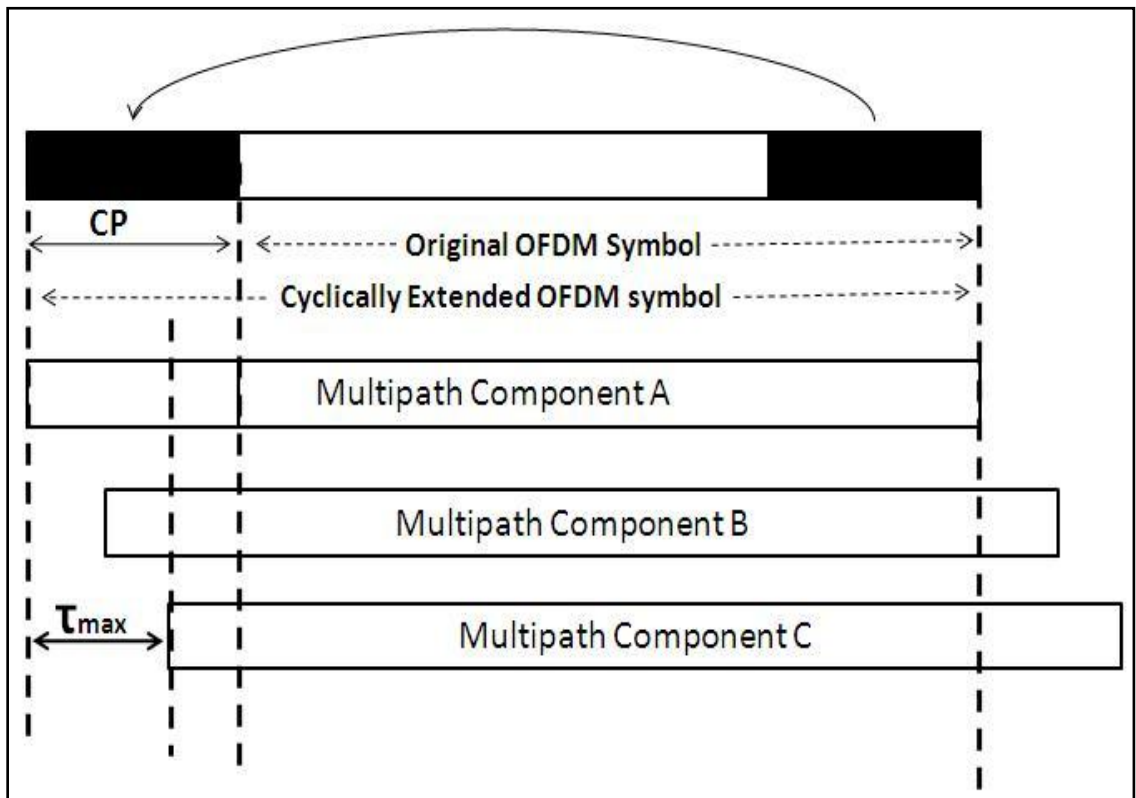 CP
Original OFDM Symbol
Cyclically Extended OFDM symbol
Multipath Component A
Multipath Component B
τmax
Multipath Component C